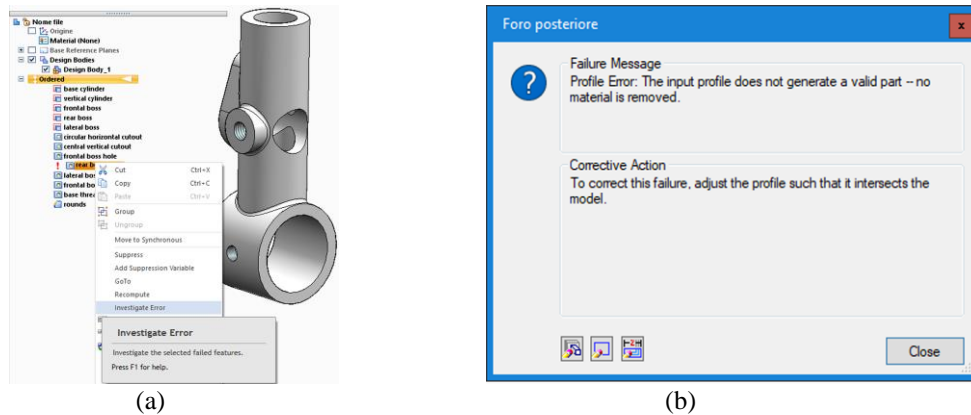 Nome file
Origine
Material (None)
Base Reference Planes
Design Bodies
Design Body_1
Ordered
base cylinder
vertical cylinder
frontal boss
rear boss
lateral boss
circular horizontal cutout
central vertical cutout
frontal boss hole
rear b
lateral bos
frontal bo
base threa
rounds
Cut Ctrl+X
Copy Ctrl+C
Paste Ctrl+V
Group
Ungroup
Move to Synchronous
Suppress
Add Suppression Variable
GoTo
Recompute
Investigate Error
Investigate Error
Investigate the selected failed features.
Press F1 for help.
(a)
Foro posteriore
x
Failure Message
Profile Error: The input profile does not generate a valid part -- no
material is removed.
Corrective Action
To correct this failure, adjust the profile such that it intersects the
model.
Close
(b)